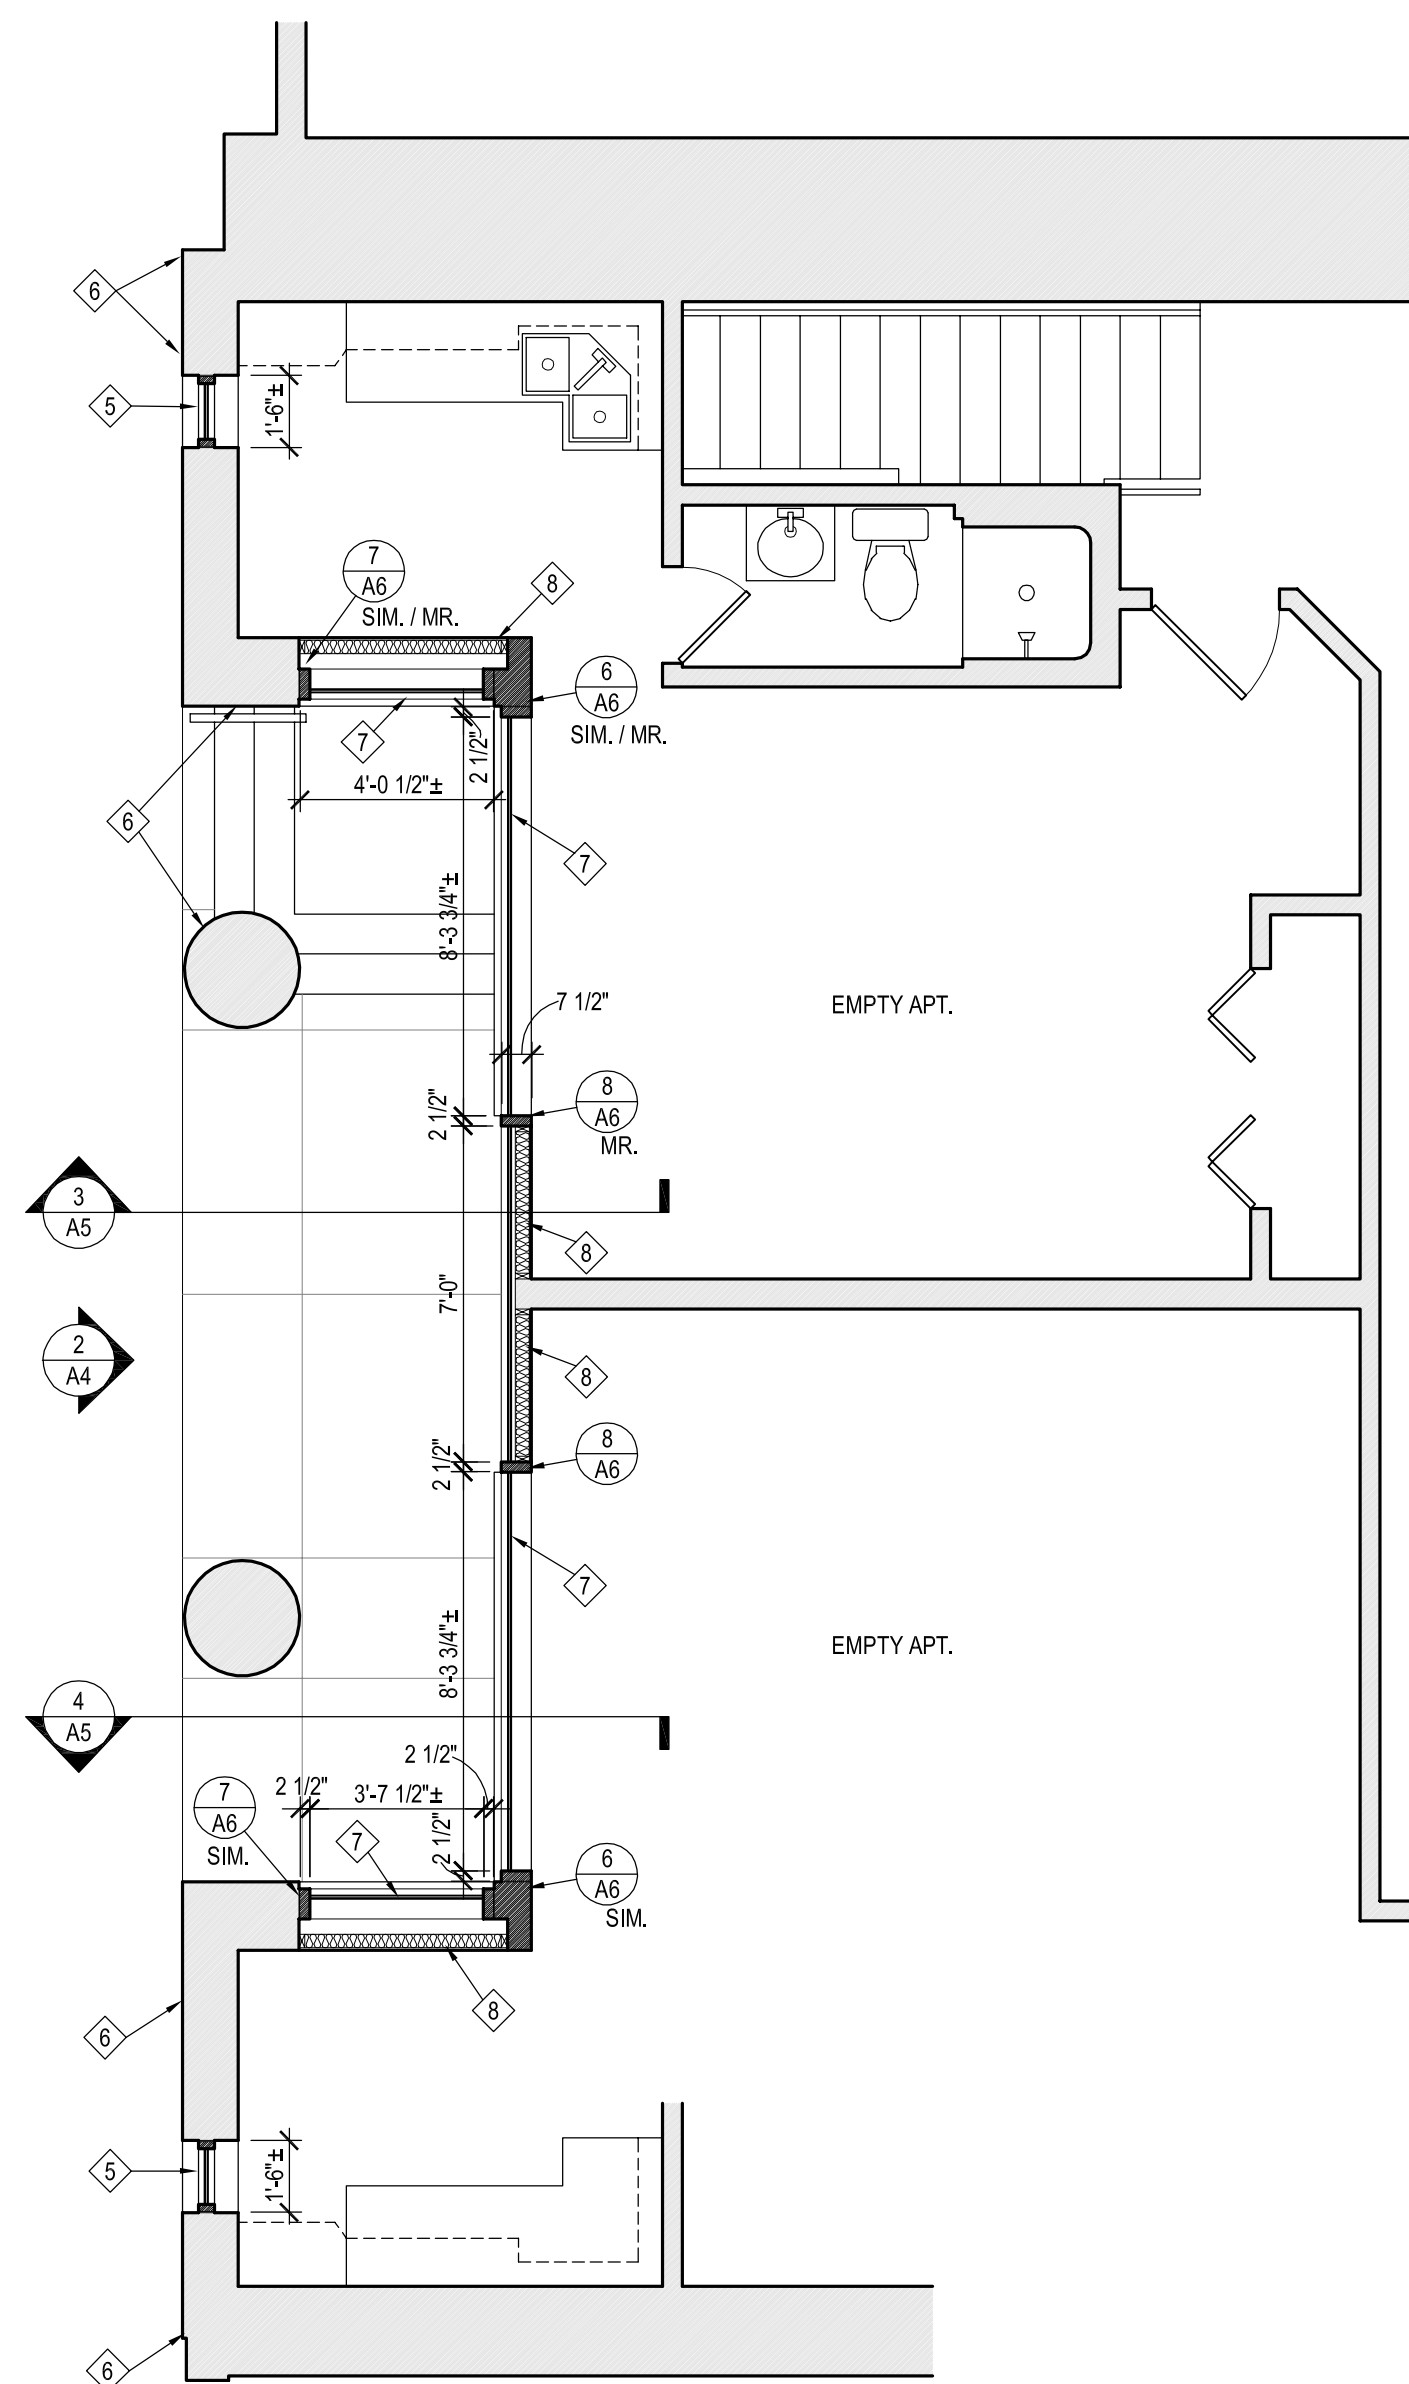 6
5
1'-6"±
7
A6
SIM. / MR.
8
6
A6
SIM. / MR.
7
2 1/2"
4'-0 1/2"±
6
7
8'-3 3/4"±
7 1/2"
EMPTY APT.
2 1/2"
8
A6
MR.
3
A5
8
7'-0"
2
A4
8
2 1/2"
8
A6
7
8'-3 3/4"±
EMPTY APT.
4
A5
2 1/2"
2 1/2"
3'-7 1/2"±
7
A6
SIM.
7
2 1/2"
6
A6
SIM.
8
6
5
1'-6"±
6